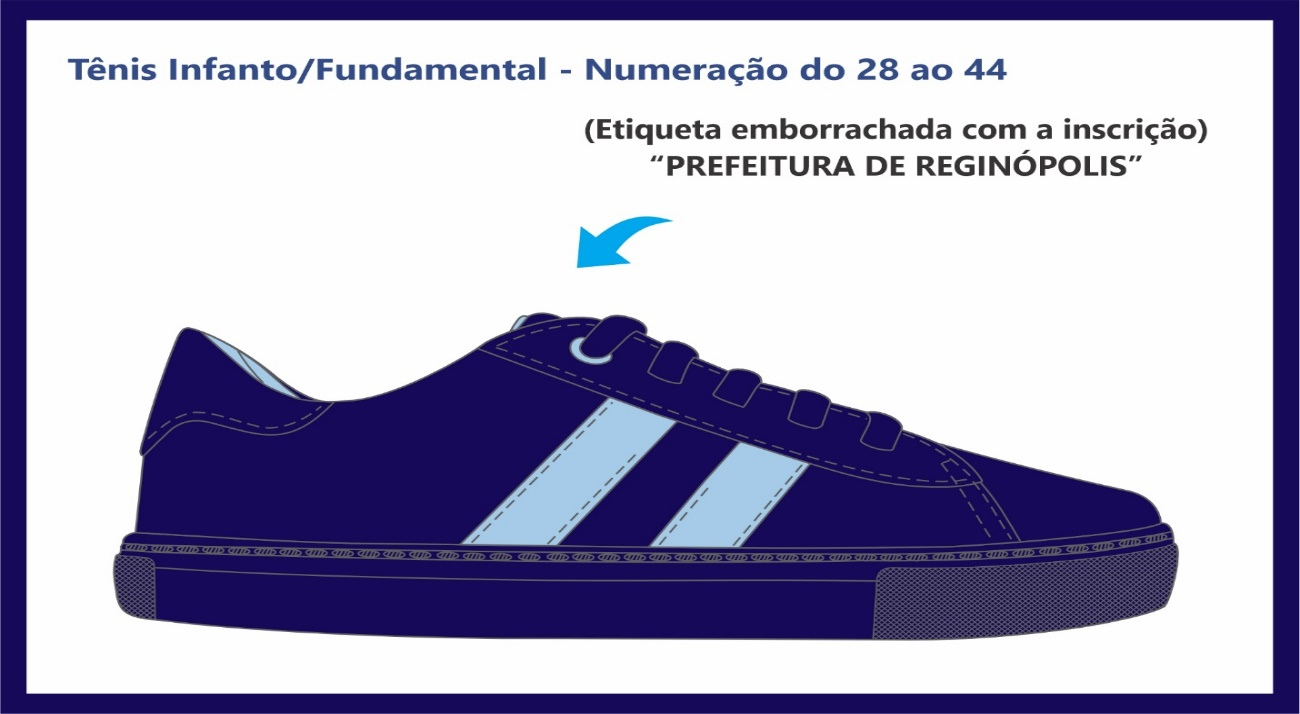 Tênis Infanto/Fundamental - Numeração do 28 ao 44
(Etiqueta emborrachada com a inscrição)
“PREFEITURA DE REGINÓPOLIS”